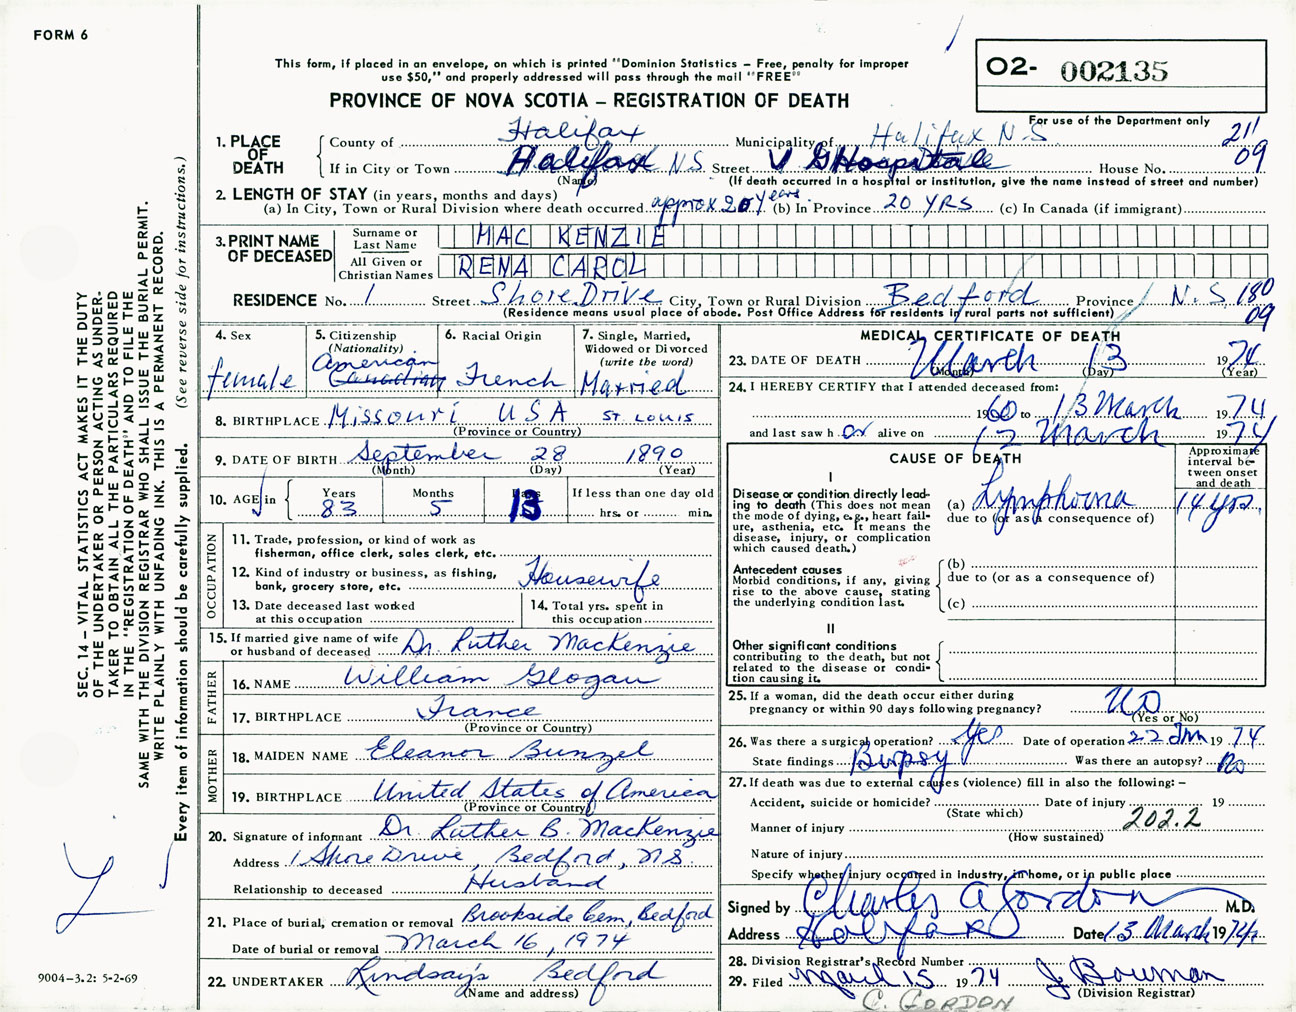 FORM 6
This form, if placed in an envelope, on which is printed "Dominion Statistics - Free, penalty for improper
use $50," and properly addressed will pass through the mail "FREE"
PROVINCE OF NOVA SCOTIA – REGISTRATION OF DEATH
O2- 002135
For use of the Department only
211
09
1. PLACE OF DEATH
County of Halifax Municipality of Halifax N.S
If in City or Town Halifax N.S. Street V G Hospital House No.
(Name) (If death occurred in a hospital or institution, give the name instead of street and number)
2. LENGTH OF STAY (in years, months and days)
(a) In City, Town or Rural Division where death occurred approx 20 years. (b) In Province 20 YRS (c) In Canada (if immigrant)
3. PRINT NAME OF DECEASED
Surname or Last Name MAC KENZIE
All Given or Christian Names RENA CAROL
RESIDENCE No. 1 Street Shore Drive City, Town or Rural Division Bedford Province N.S 180
(Residence means usual place of abode. Post Office Address for residents in rural parts not sufficient) 09
4. Sex
female
5. Citizenship
(Nationality)
American
Canadian
6. Racial Origin
French
7. Single, Married,
Widowed or Divorced
(write the word)
Married
8. BIRTHPLACE Missouri USA ST. LOUIS
(Province or Country)
9. DATE OF BIRTH September 28 1890
(Month) (Day) (Year)
10. AGE in
Years 83
Months 5
Days
If less than one day old
hrs. or min.
OCCUPATION
11. Trade, profession, or kind of work as
fisherman, office clerk, sales clerk, etc.
12. Kind of industry or business, as fishing,
bank, grocery store, etc. Housewife
13. Date deceased last worked
at this occupation
14. Total yrs. spent in
this occupation
15. If married give name of wife
or husband of deceased Dr. Luther MacKenzie
FATHER
16. NAME William Glogau
17. BIRTHPLACE France
(Province or Country)
MOTHER
18. MAIDEN NAME Eleanor Bunzel
19. BIRTHPLACE United States of America
(Province or Country)
20. Signature of informant Dr. Luther B. MacKenzie
Address 1 Shore Drive, Bedford, N.S.
Relationship to deceased Husband
21. Place of burial, cremation or removal Brookside Cem, Bedford
Date of burial or removal March 16, 1974
22. UNDERTAKER Lindsay's Bedford
(Name and address)
MEDICAL CERTIFICATE OF DEATH
23. DATE OF DEATH March 13 1974
(Month) (Day) (Year)
24. I HEREBY CERTIFY that I attended deceased from:
1960 to 13 March 1974
and last saw h er alive on 12 March 1974
CAUSE OF DEATH
Approximate
interval be-
tween onset
and death
I
Disease or condition directly lead-
ing to death (This does not mean
the mode of dying, e.g., heart fail-
ure, asthenia, etc. It means the
disease, injury, or complication
which caused death.)
(a) Lymphoma 14 yrs.
due to (or as a consequence of)
Antecedent causes
Morbid conditions, if any, giving
rise to the above cause, stating
the underlying condition last.
(b)
due to (or as a consequence of)
(c)
II
Other significant conditions
contributing to the death, but not
related to the disease or condi-
tion causing it.
25. If a woman, did the death occur either during
pregnancy or within 90 days following pregnancy? NO
(Yes or No)
26. Was there a surgical operation? Yes Date of operation 22 Jan 1974
State findings Biopsy Was there an autopsy? No
27. If death was due to external causes (violence) fill in also the following: –
Accident, suicide or homicide? Date of injury 19
(State which)
Manner of injury 202.2
(How sustained)
Nature of injury
Specify whether injury occurred in industry, in home, or in public place
Signed by Charles A Gordon M.D.
Address Halifax Date 13 March 1974
28. Division Registrar's Record Number
29. Filed April 15 1974 J Bowman
(Division Registrar)
C. GORDON
SEC. 14 – VITAL STATISTICS ACT MAKES IT THE DUTY
OF THE UNDERTAKER OR PERSON ACTING AS UNDER-
TAKER TO OBTAIN ALL THE PARTICULARS REQUIRED
IN THE "REGISTRATION OF DEATH" AND TO FILE THE
SAME WITH THE DIVISION REGISTRAR WHO SHALL ISSUE THE BURIAL PERMIT.
WRITE PLAINLY WITH UNFADING INK. THIS IS A PERMANENT RECORD.
Every item of information should be carefully supplied. (See reverse side for instructions.)
9004-3.2: 5-2-69